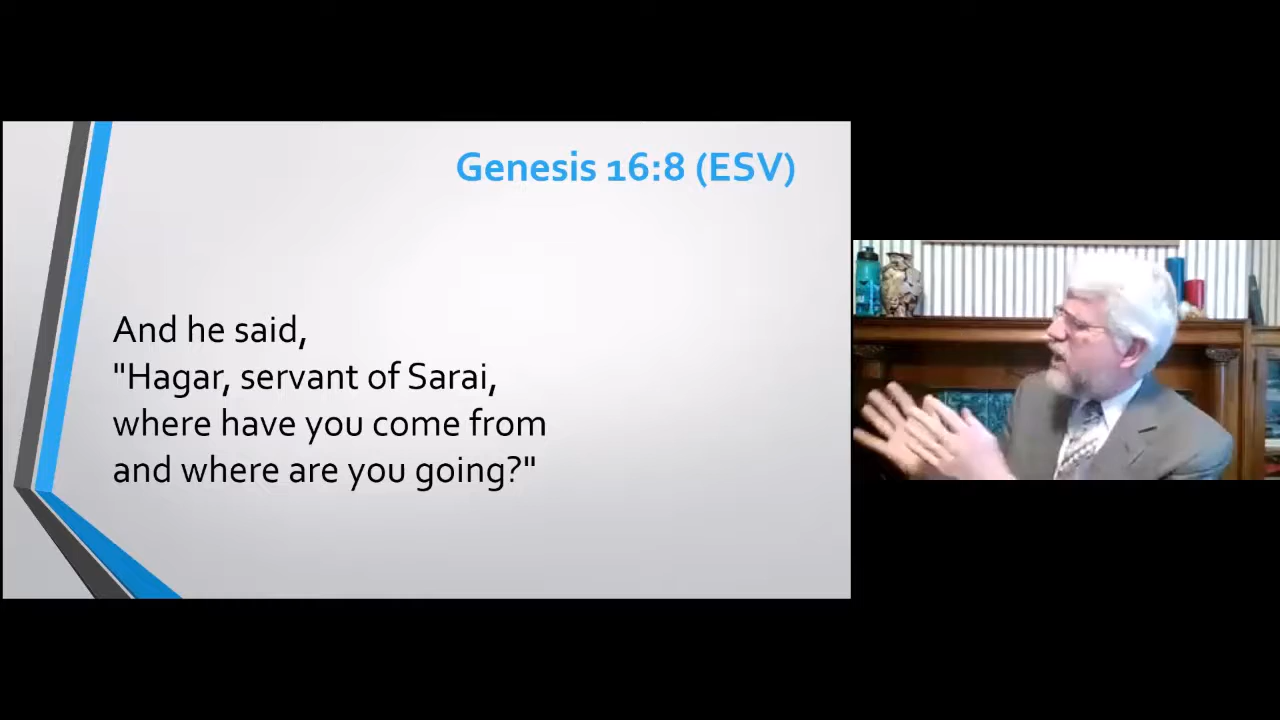 Genesis 16:8 (ESV)
And he said,
"Hagar, servant of Sarai,
where have you come from
and where are you going?"